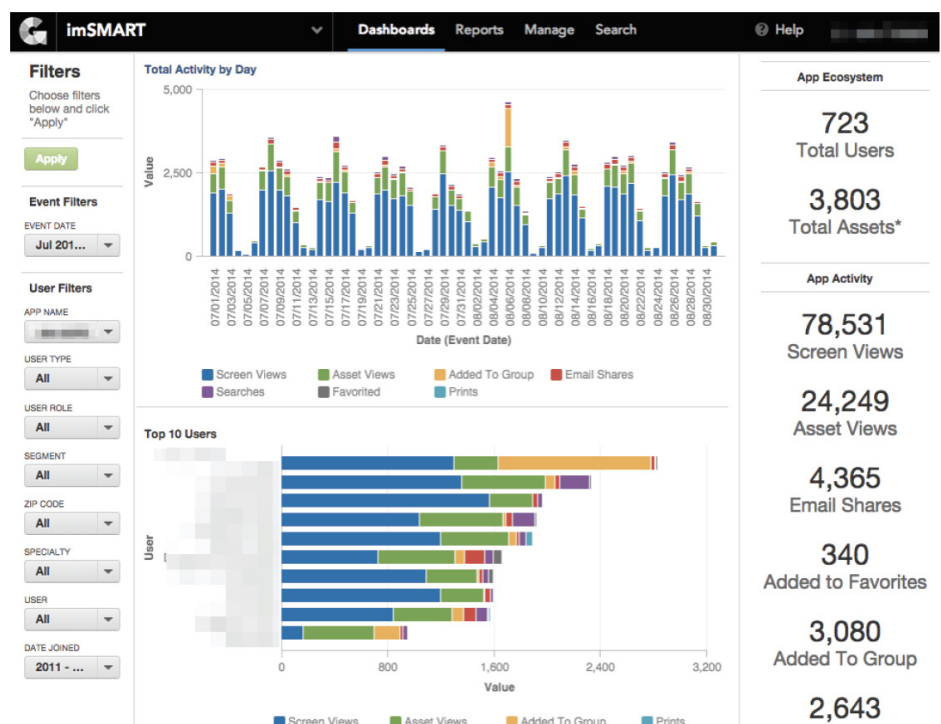 imSMART
Dashboards Reports Manage Search
Help
Filters
Choose filters
below and click
"Apply"
Apply
Event Filters
EVENT DATE
Jul 201...
User Filters
APP NAME
USER TYPE
All
USER ROLE
All
SEGMENT
All
ZIP CODE
All
SPECIALTY
All
USER
All
DATE JOINED
2011 - ...
Total Activity by Day
5,000
2,500
0
Value
07/01/2014
07/03/2014
07/05/2014
07/07/2014
07/09/2014
07/11/2014
07/13/2014
07/15/2014
07/17/2014
07/19/2014
07/21/2014
07/23/2014
07/25/2014
07/27/2014
07/29/2014
07/31/2014
08/02/2014
08/04/2014
08/06/2014
08/08/2014
08/10/2014
08/12/2014
08/14/2014
08/16/2014
08/18/2014
08/20/2014
08/22/2014
08/24/2014
08/26/2014
08/28/2014
08/30/2014
Date (Event Date)
Screen Views Asset Views Added To Group Email Shares
Searches Favorited Prints
Top 10 Users
User
0 800 1,600 2,400 3,200
Value
Screen Views Asset Views Added To Group Prints
App Ecosystem
723
Total Users
3,803
Total Assets*
App Activity
78,531
Screen Views
24,249
Asset Views
4,365
Email Shares
340
Added to Favorites
3,080
Added To Group
2,643